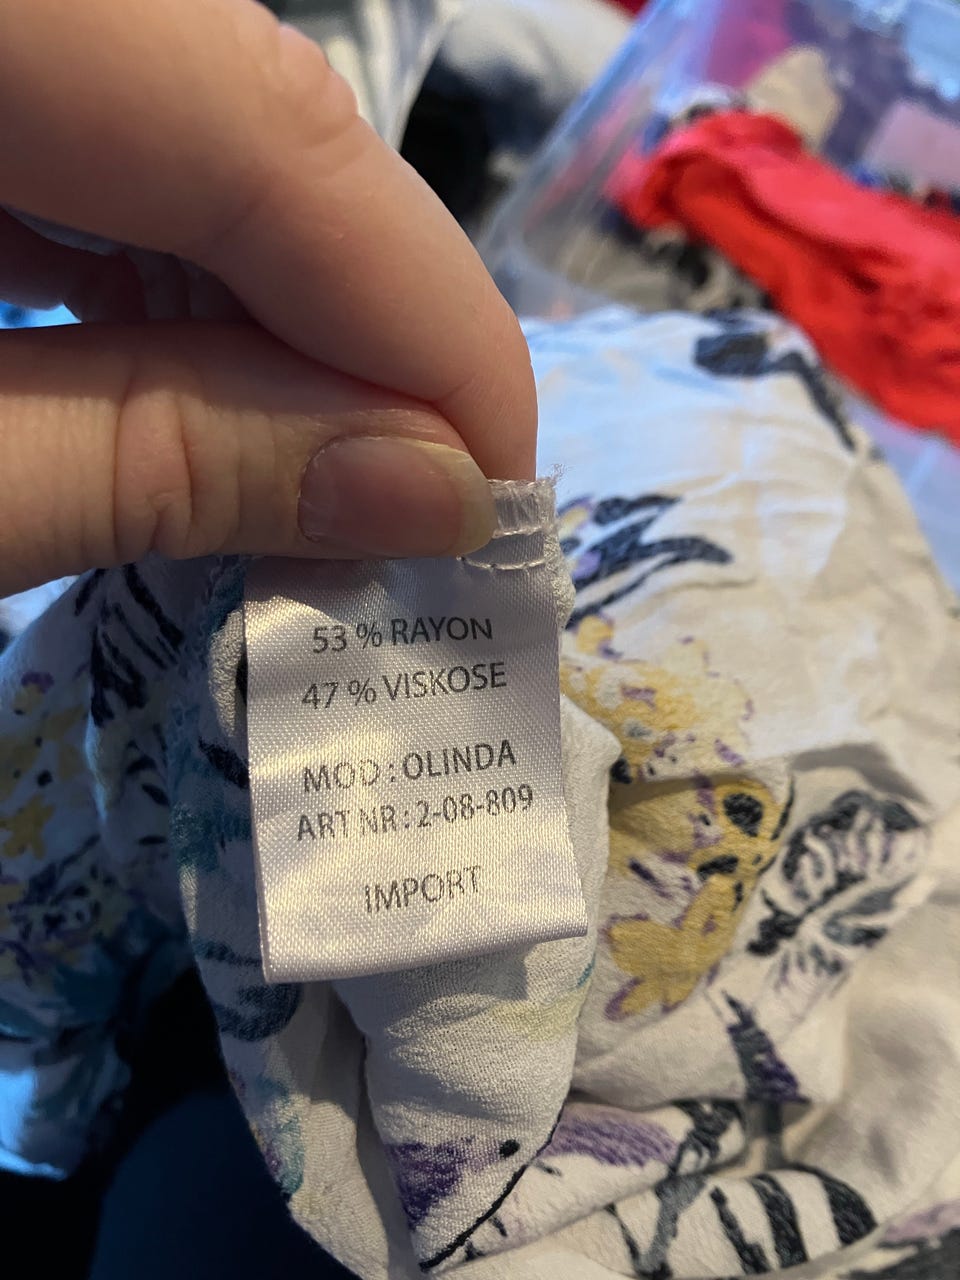 53 % RAYON
47 % VISKOSE
MOD: OLINDA
ART NR: 2-08-809
IMPORT